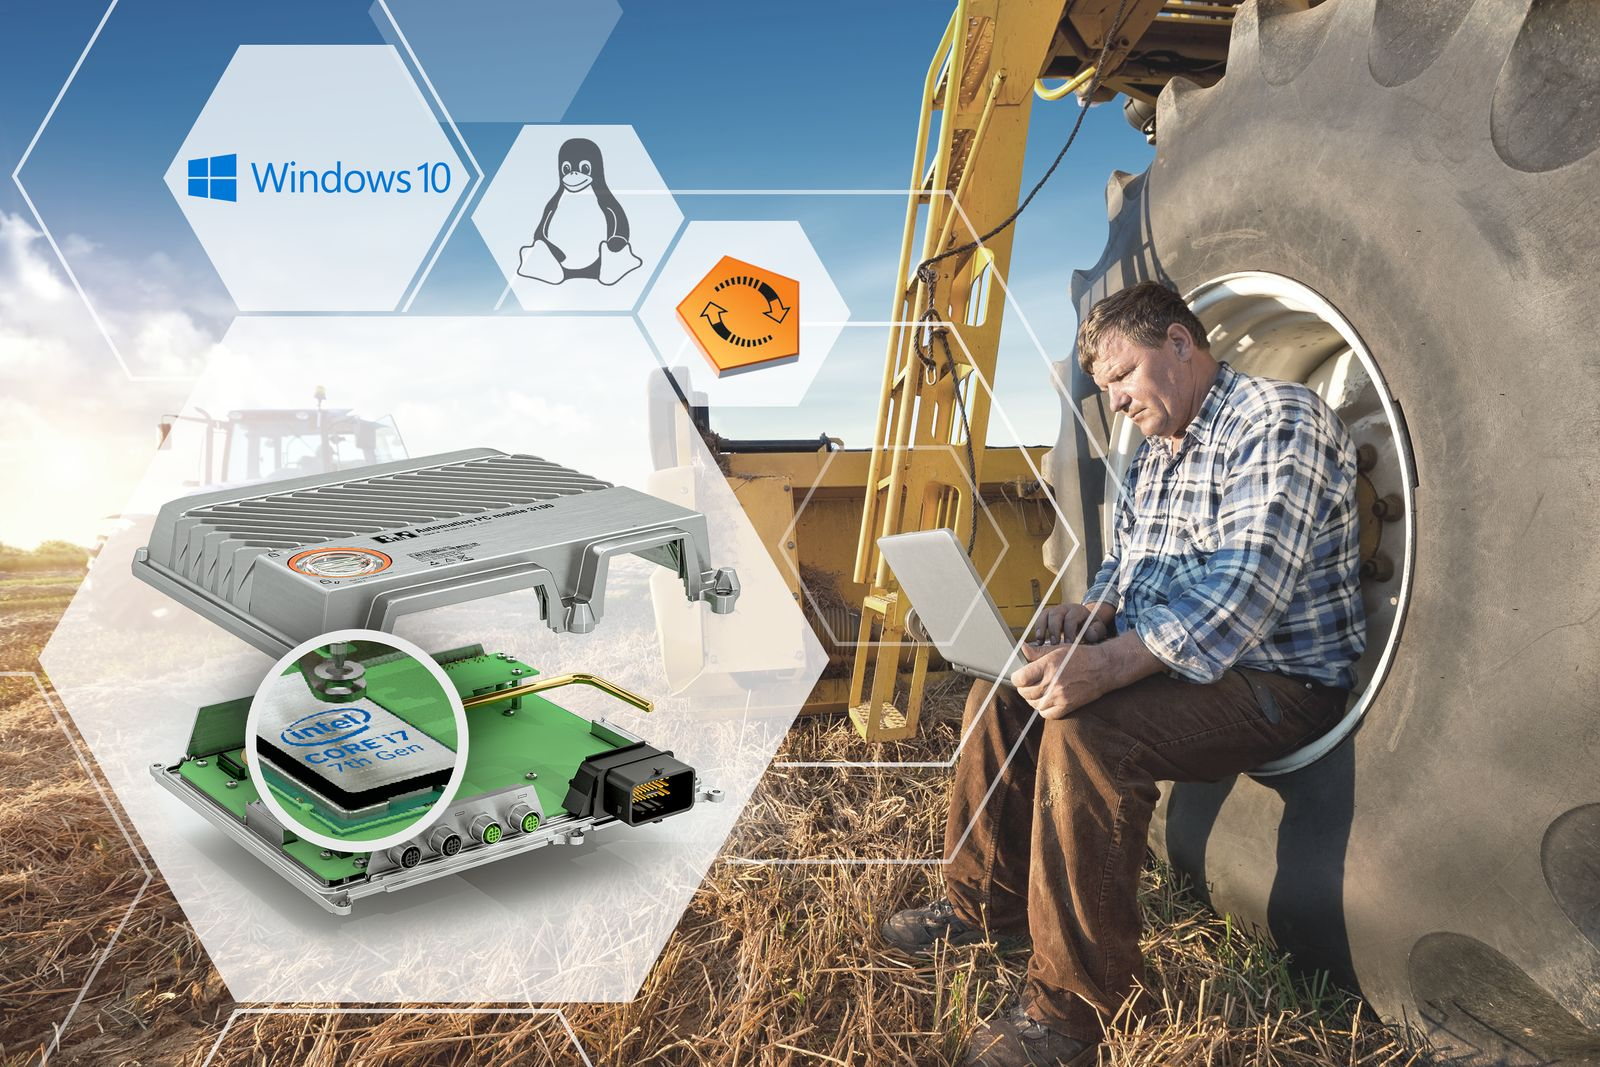 Windows 10
B&R Automation PC mobile 3100
intel
CORE i7
7th Gen